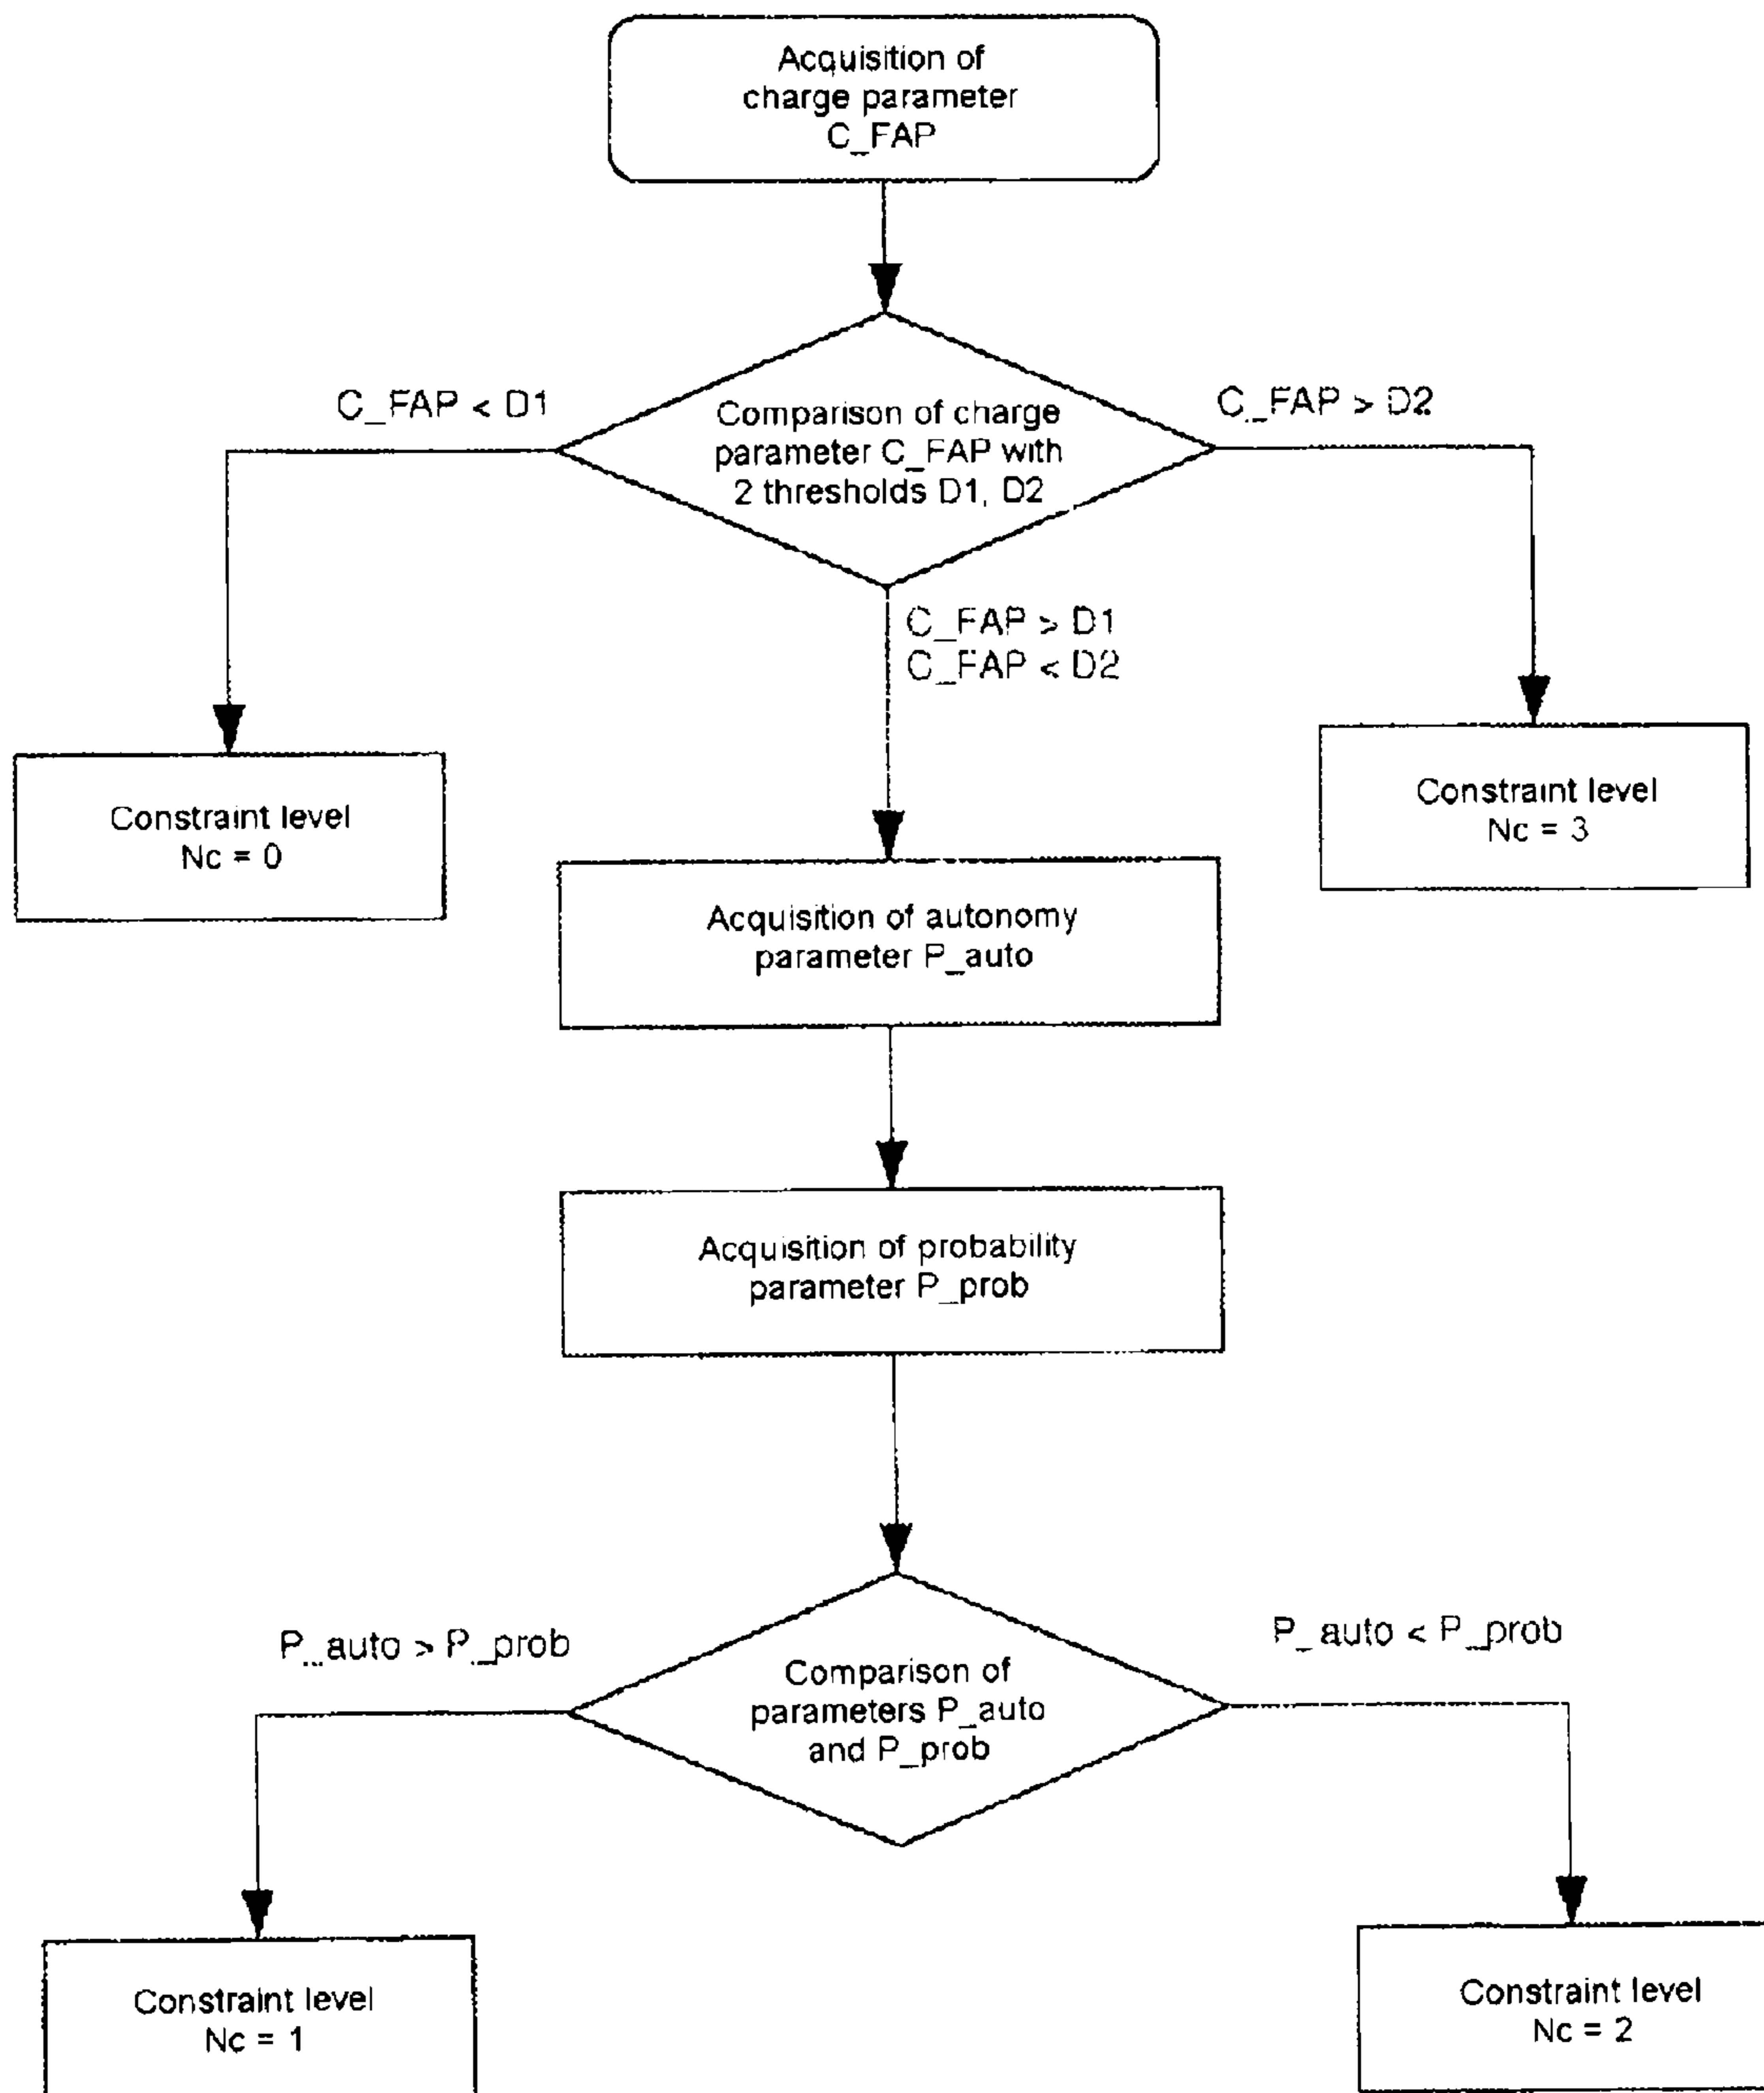 Acquisition of
charge parameter
C_FAP
C_FAP < D1
Comparison of charge
parameter C_FAP with
2 thresholds D1, D2
C_FAP > D2
C_FAP > D1
C_FAP < D2
Constraint level
Nc = 0
Constraint level
Nc = 3
Acquisition of autonomy
parameter P_auto
Acquisition of probability
parameter P_prob
P_auto > P_prob
Comparison of
parameters P_auto
and P_prob
P_auto < P_prob
Constraint level
Nc = 1
Constraint level
Nc = 2